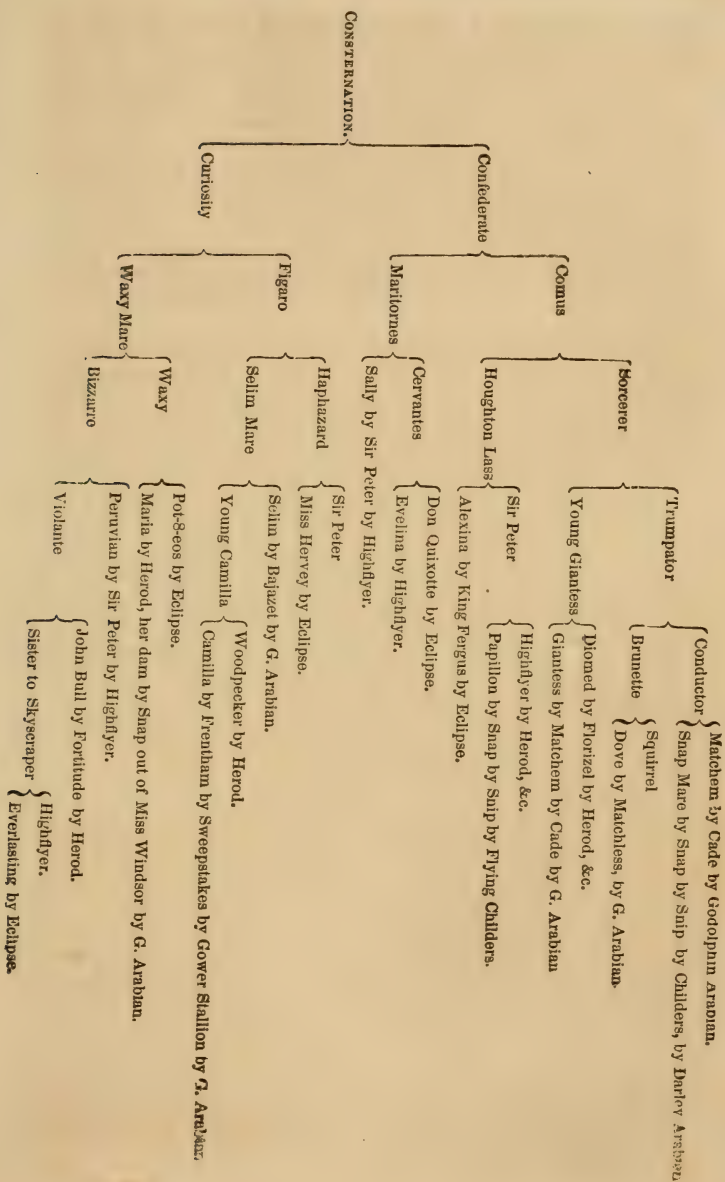 CONSTERNATION.
Confederate
Curiosity
Comus
Maritornes
Figaro
Waxy Mare
Sorcerer
Houghton Lass
Cervantes
Sally by Sir Peter by Highflyer.
Haphazard
Selim Mare
Waxy
Bizzarro
Trumpator
Young Giantess
Sir Peter
Alexina by King Fergus by Eclipse.
Don Quixotte by Eclipse.
Evelina by Highflyer.
Sir Peter
Miss Hervey by Eclipse.
Selim by Bajazet by G. Arabian.
Young Camilla
Pot-8-eos by Eclipse.
Maria by Herod, her dam by Snap out of Miss Windsor by G. Arabian.
Peruvian by Sir Peter by Highflyer.
Violante
Conductor
Brunette
Diomed by Florizel by Herod, &c.
Giantess by Matchem by Cade by G. Arabian
Highflyer by Herod, &c.
Papillon by Snap by Snip by Flying Childers.
Woodpecker by Herod.
Camilla by Frentham by Sweepstakes by Gower Stallion by G. Arabian.
John Bull by Fortitude by Herod.
Sister to Skyscraper
Matchem by Cade by Godolphin Arabian.
Snap Mare by Snap by Snip by Childers, by Darley Arabian
Squirrel
Dove by Matchless, by G. Arabian.
Highflyer.
Everlasting by Eclipse.